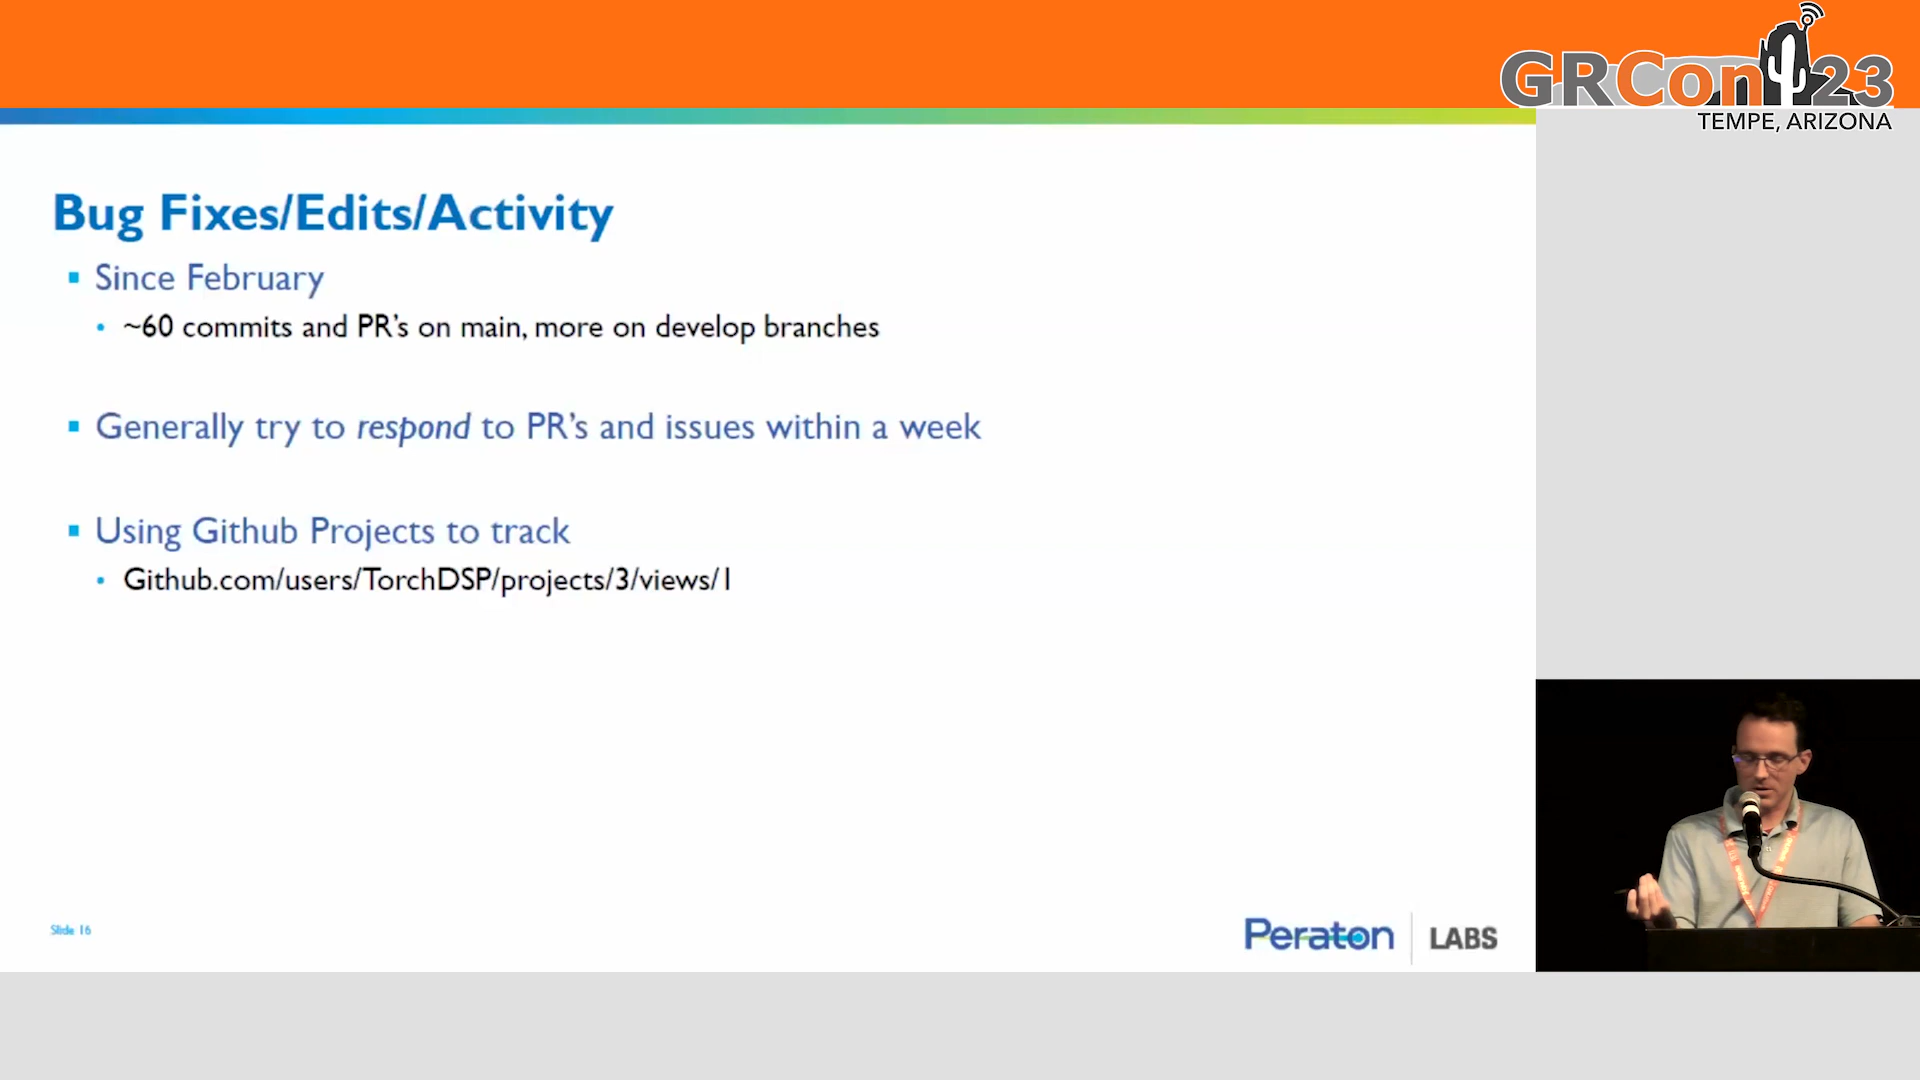 GRCon 23
TEMPE, ARIZONA
Bug Fixes/Edits/Activity
Since February
~60 commits and PR's on main, more on develop branches
Generally try to respond to PR's and issues within a week
Using Github Projects to track
Github.com/users/TorchDSP/projects/3/views/1
Slide 16
Peraton LABS